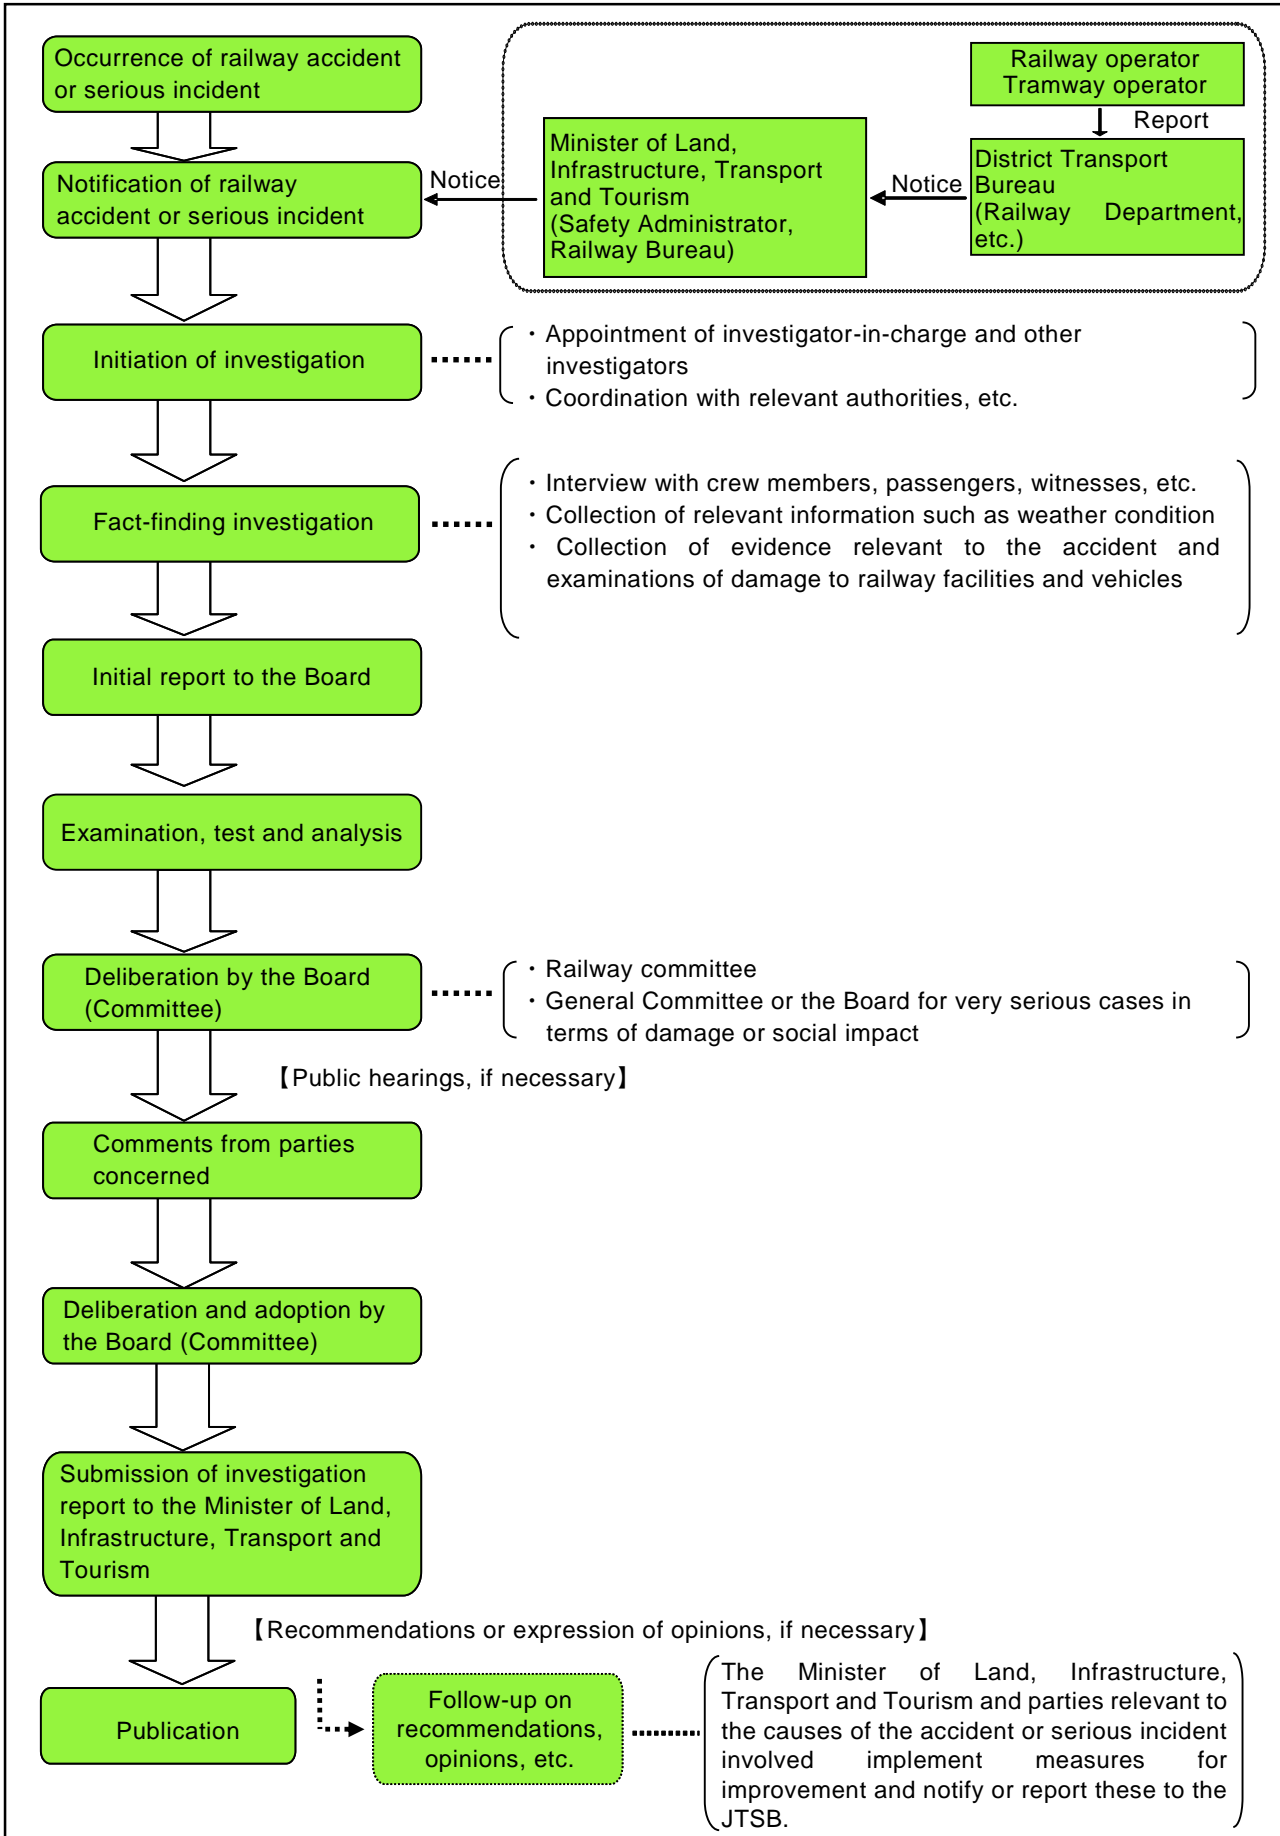 Occurrence of railway accident
or serious incident
Railway operator
Tramway operator
Report
Minister of Land,
Infrastructure, Transport
and Tourism
(Safety Administrator,
Railway Bureau)
District Transport
Bureau
(Railway Department,
etc.)
Notice
Notice
Notification of railway
accident or serious incident
Initiation of investigation
・Appointment of investigator-in-charge and other
investigators
・Coordination with relevant authorities, etc.
Fact-finding investigation
・Interview with crew members, passengers, witnesses, etc.
・Collection of relevant information such as weather condition
・ Collection of evidence relevant to the accident and
examinations of damage to railway facilities and vehicles
Initial report to the Board
Examination, test and analysis
Deliberation by the Board
(Committee)
・Railway committee
・General Committee or the Board for very serious cases in
terms of damage or social impact
【Public hearings, if necessary】
Comments from parties
concerned
Deliberation and adoption by
the Board (Committee)
Submission of investigation
report to the Minister of Land,
Infrastructure, Transport and
Tourism
【Recommendations or expression of opinions, if necessary】
Publication
Follow-up on
recommendations,
opinions, etc.
The Minister of Land, Infrastructure,
Transport and Tourism and parties relevant to
the causes of the accident or serious incident
involved implement measures for
improvement and notify or report these to the
JTSB.